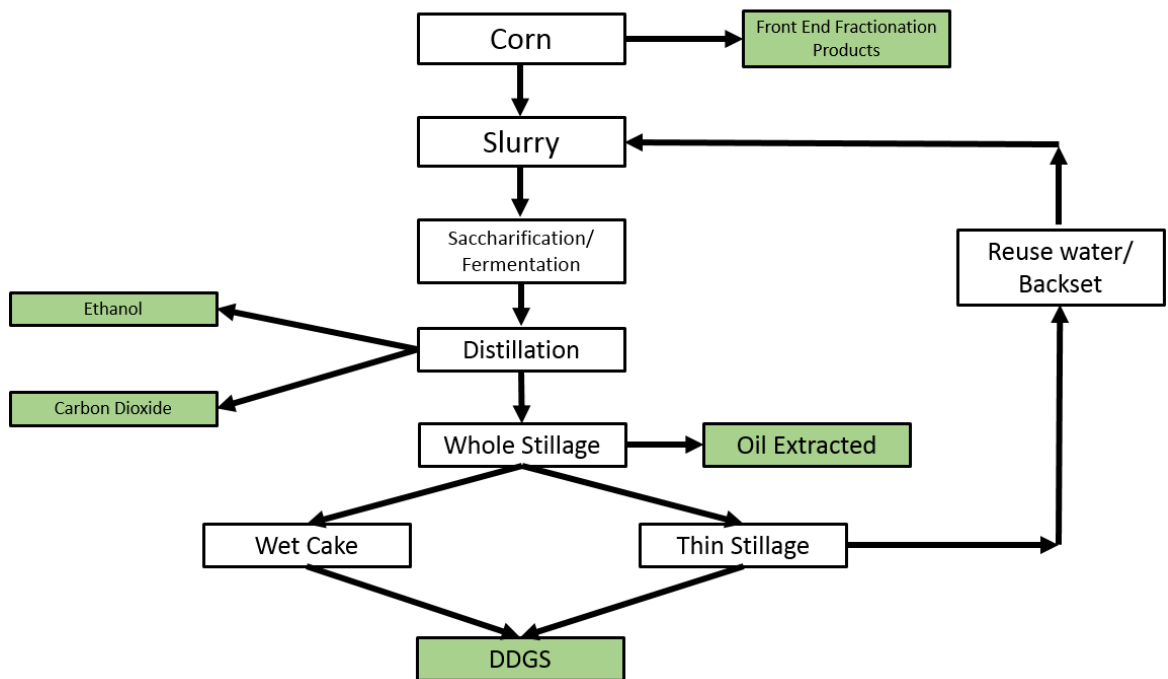 Corn
Front End Fractionation
Products
Slurry
Saccharification/
Fermentation
Reuse water/
Backset
Ethanol
Distillation
Carbon Dioxide
Whole Stillage
Oil Extracted
Wet Cake
Thin Stillage
DDGS